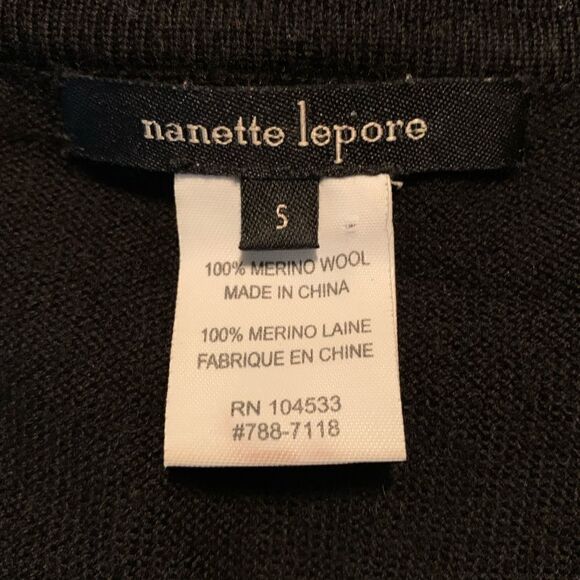 nanette lepore
S
100% MERINO WOOL
MADE IN CHINA
100% MERINO LAINE
FABRIQUE EN CHINE
RN 104533
#788-7118